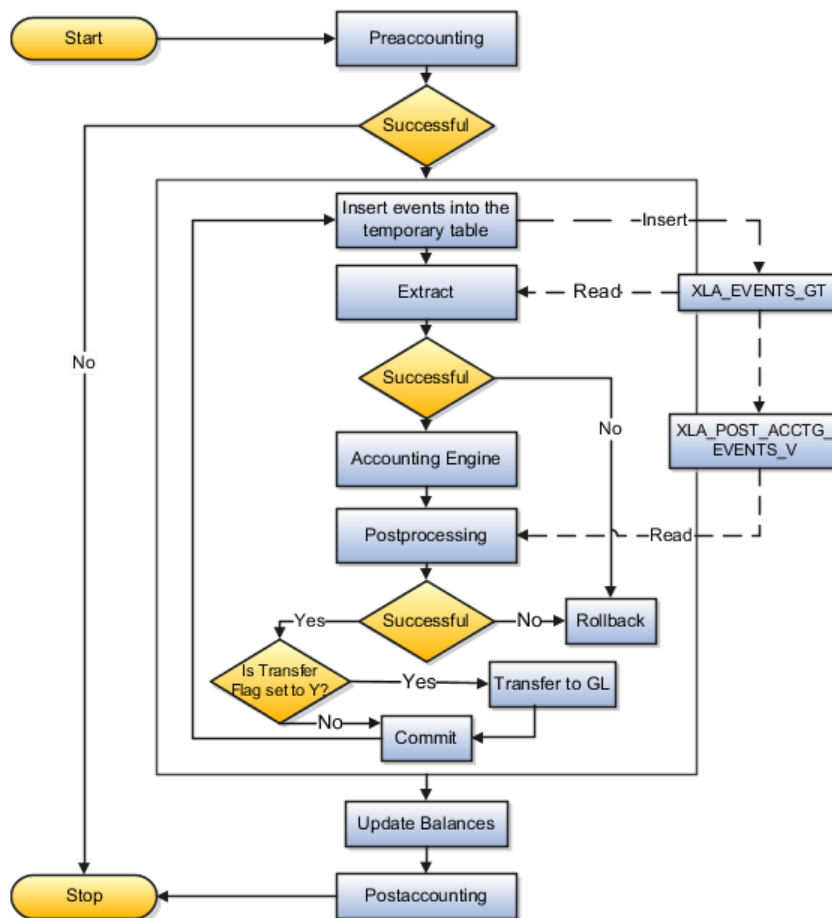 Start
Preaccounting
Successful
Insert events into the
temporary table
Insert
Extract
Read
XLA_EVENTS_GT
No
Successful
No
XLA_POST_ACCTG_
EVENTS_V
Accounting Engine
Postprocessing
Read
Yes
Successful
No
Rollback
Is Transfer
Flag set to Y?
Yes
Transfer to GL
No
Commit
Update Balances
Stop
Postaccounting